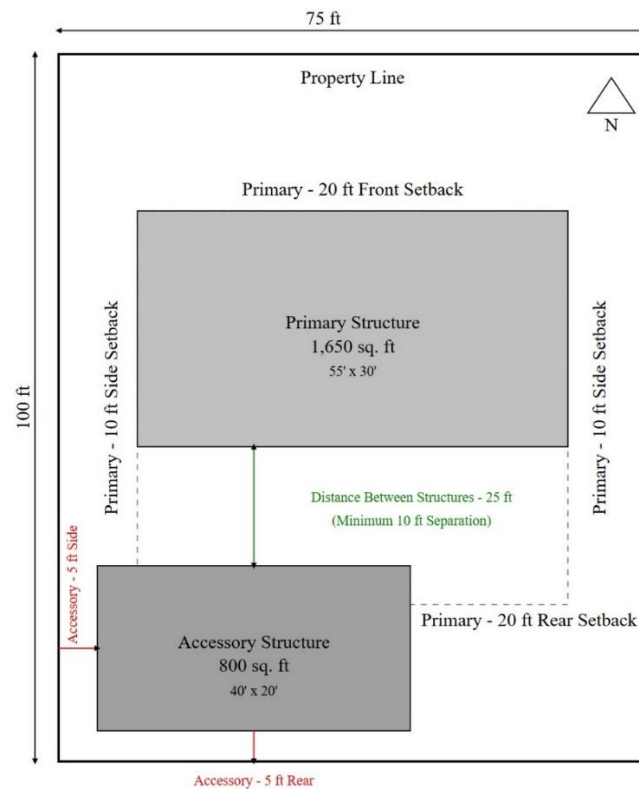 75 ft
Property Line
N
Primary - 20 ft Front Setback
100 ft
Primary - 10 ft Side Setback
Primary Structure
1,650 sq. ft
55' x 30'
Primary - 10 ft Side Setback
Distance Between Structures - 25 ft
(Minimum 10 ft Separation)
Accessory - 5 ft Side
Accessory Structure
800 sq. ft
40' x 20'
Primary - 20 ft Rear Setback
Accessory - 5 ft Rear